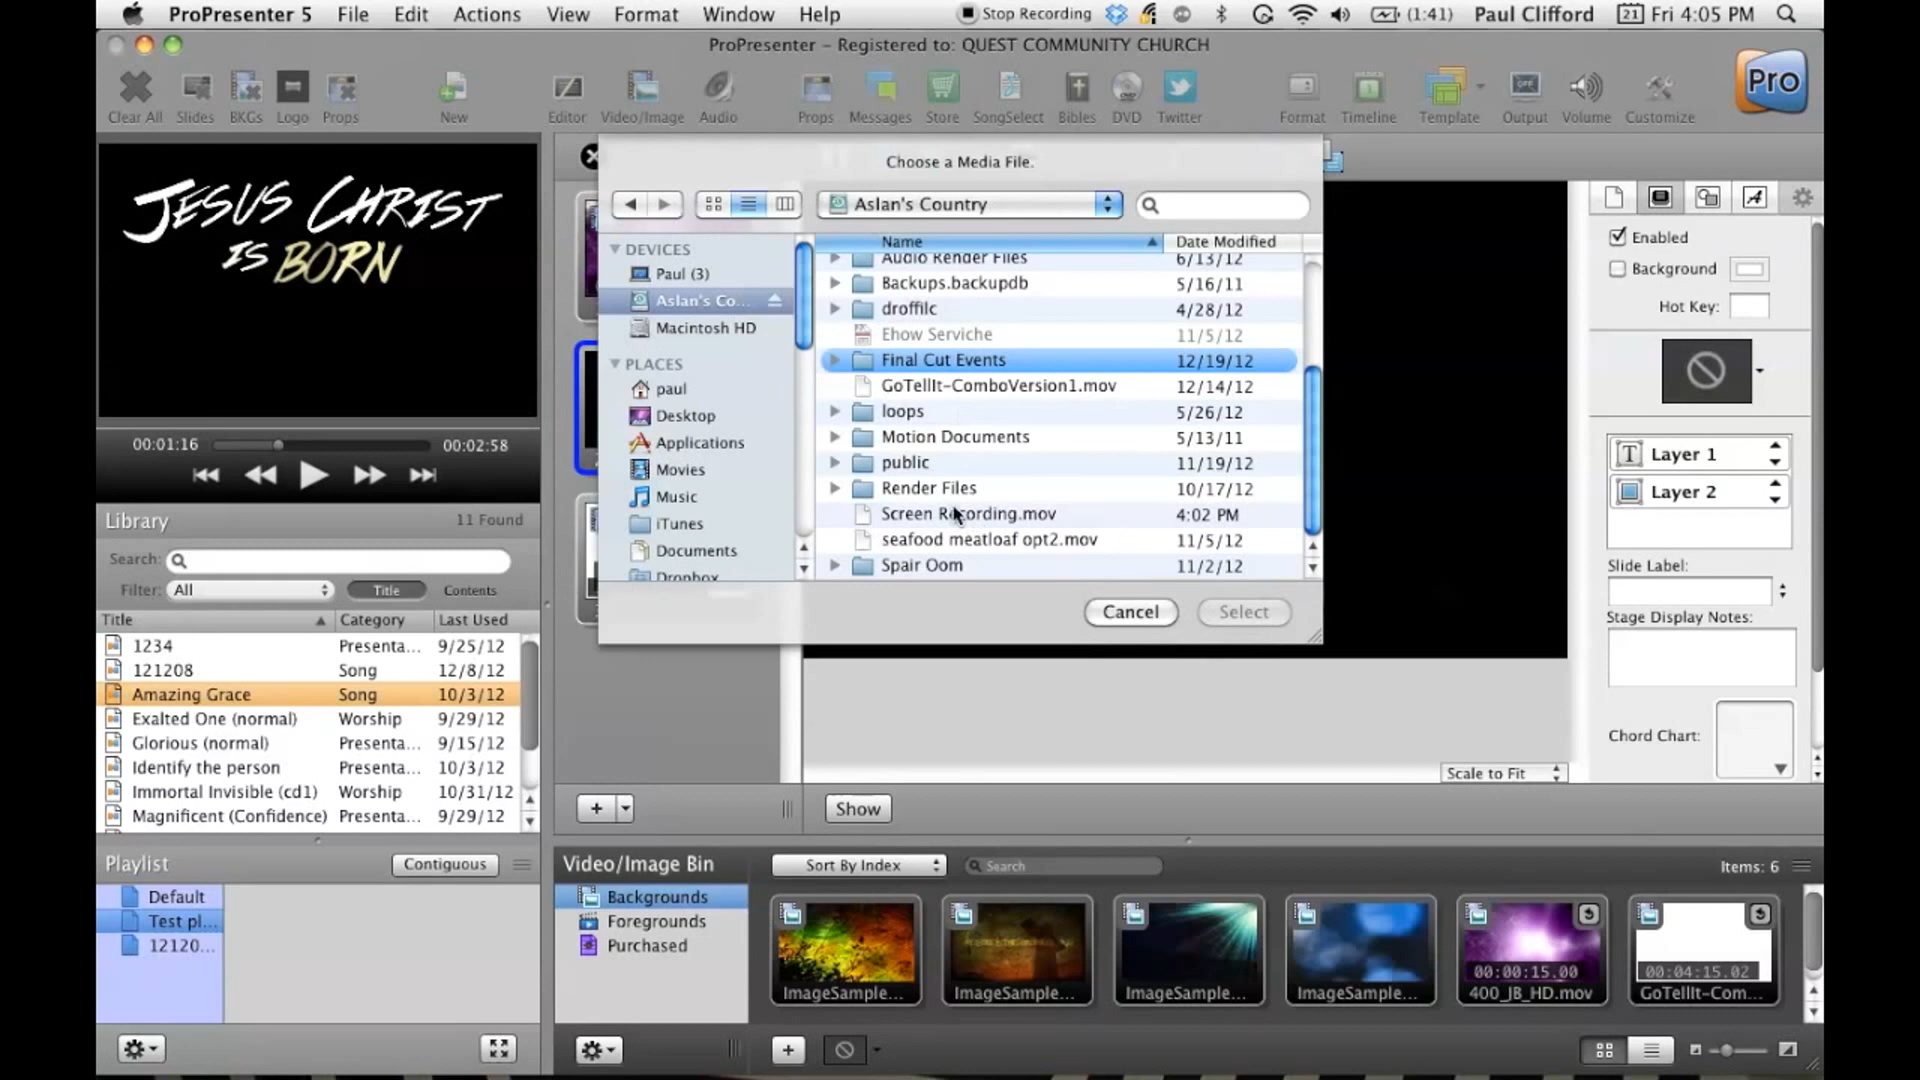 ProPresenter 5 File Edit Actions View Format Window Help Stop Recording (1:41) Paul Clifford 21 Fri 4:05 PM
ProPresenter – Registered to: QUEST COMMUNITY CHURCH
Clear All Slides BKGs Logo Props New Editor Video/Image Audio Props Messages Store SongSelect Bibles DVD Twitter Format Timeline Template Output Volume Customize
Pro
JESUS CHRIST
IS BORN
00:01:16 00:02:58
Library 11 Found
Search:
Filter: All Title Contents
Title Category Last Used
1234 Presenta... 9/25/12
121208 Song 12/8/12
Amazing Grace Song 10/3/12
Exalted One (normal) Worship 9/29/12
Glorious (normal) Presenta... 9/15/12
Identify the person Presenta... 10/3/12
Immortal Invisible (cd1) Worship 10/31/12
Magnificent (Confidence) Presenta... 9/29/12
Playlist Contiguous
Default
Test pl...
12120...
Choose a Media File.
Aslan's Country
DEVICES
Paul (3)
Aslan's Co...
Macintosh HD
PLACES
paul
Desktop
Applications
Movies
Music
iTunes
Documents
Dropbox
Name Date Modified
Audio Render Files 6/13/12
Backups.backupdb 5/16/11
droffilc 4/28/12
Ehow Serviche 11/5/12
Final Cut Events 12/19/12
GoTellIt-ComboVersion1.mov 12/14/12
loops 5/26/12
Motion Documents 5/13/11
public 11/19/12
Render Files 10/17/12
Screen Recording.mov 4:02 PM
seafood meatloaf opt2.mov 11/5/12
Spair Oom 11/2/12
Cancel Select
Enabled
Background
Hot Key:
Layer 1
Layer 2
Slide Label:
Stage Display Notes:
Chord Chart:
Scale to Fit
Show
Video/Image Bin Sort By Index Search Items: 6
Backgrounds
Foregrounds
Purchased
ImageSample... ImageSample... ImageSample... ImageSample...
00:00:15.00
400_JB_HD.mov
00:04:15.02
GoTellIt-Com...